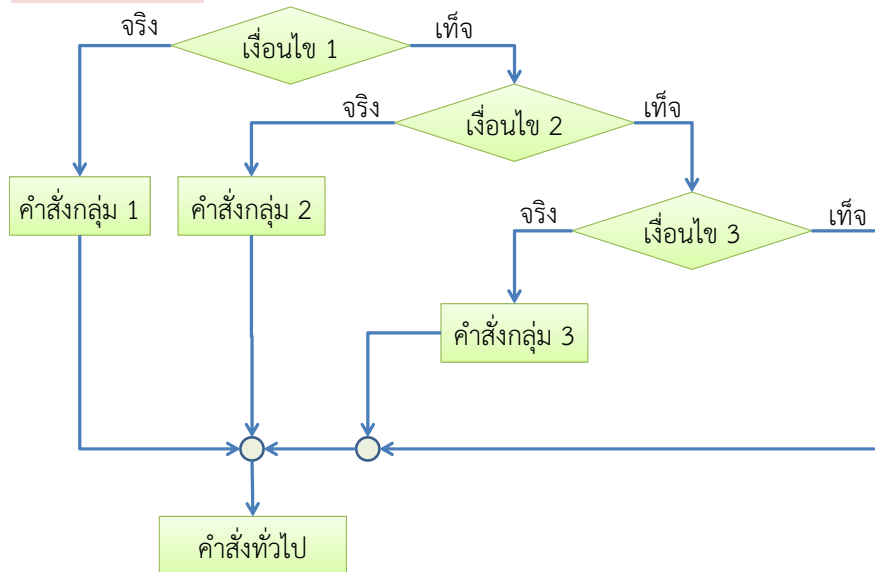 จริง
เงื่อนไข 1
เท็จ
จริง
เงื่อนไข 2
เท็จ
คำสั่งกลุ่ม 1
คำสั่งกลุ่ม 2
จริง
เงื่อนไข 3
เท็จ
คำสั่งกลุ่ม 3
คำสั่งทั่วไป